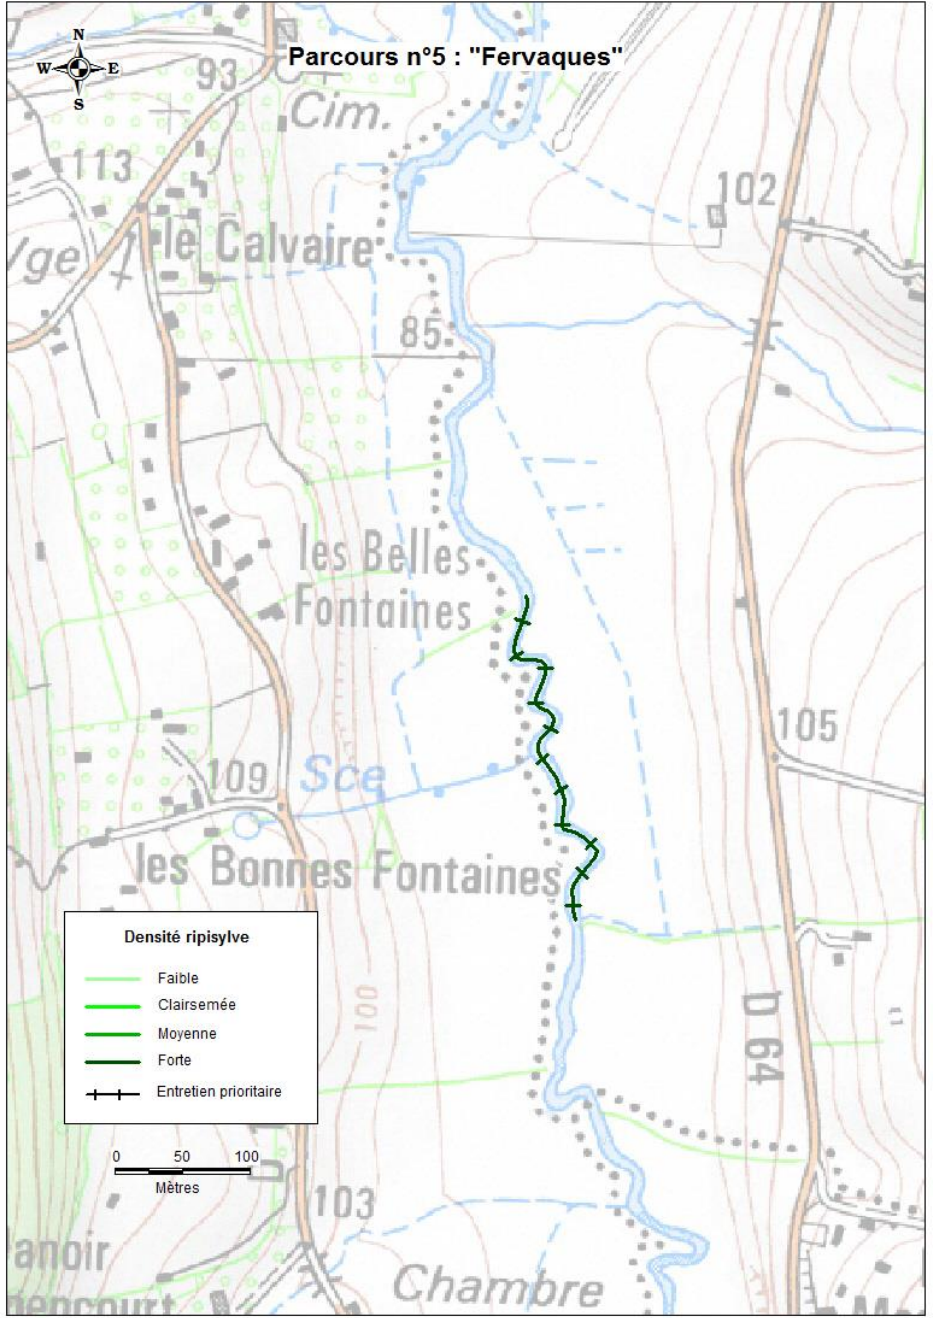 Parcours n°5 : "Fervaques"
N
W E
S
93
Cim.
113
102
le Calvaire
Vge
85
les Belles
Fontaines
105
Sce
109
les Bonnes Fontaines
Densité ripisylve
Faible
Clairsemée
Moyenne
Forte
Entretien prioritaire
100
D 64
0 50 100
Mètres
103
anoir
Chambre